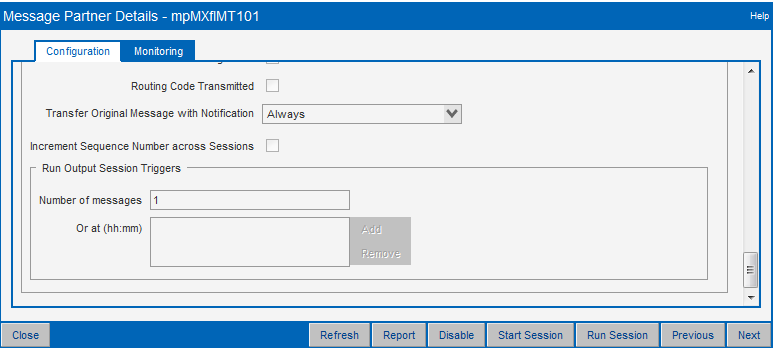 Message Partner Details - mpMXflMT101
Help
Configuration
Monitoring
Routing Code Transmitted
Transfer Original Message with Notification
Always
Increment Sequence Number across Sessions
Run Output Session Triggers
Number of messages
1
Or at (hh:mm)
Add
Remove
Close
Refresh
Report
Disable
Start Session
Run Session
Previous
Next